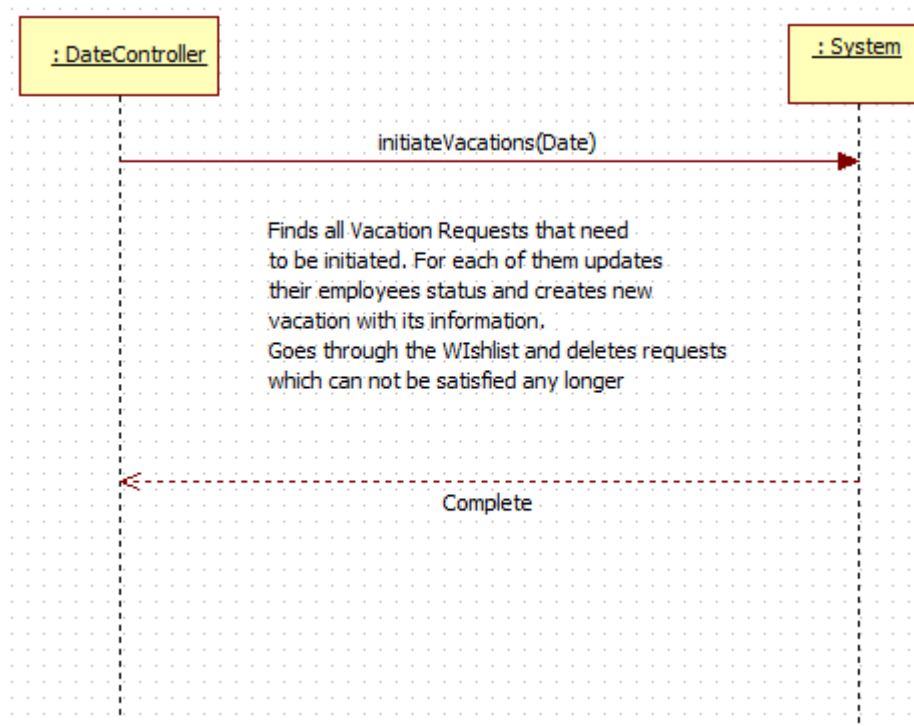 : DateController
: System
initiateVacations(Date)
Finds all Vacation Requests that need
to be initiated. For each of them updates
their employees status and creates new
vacation with its information.
Goes through the WIshlist and deletes requests
which can not be satisfied any longer
Complete